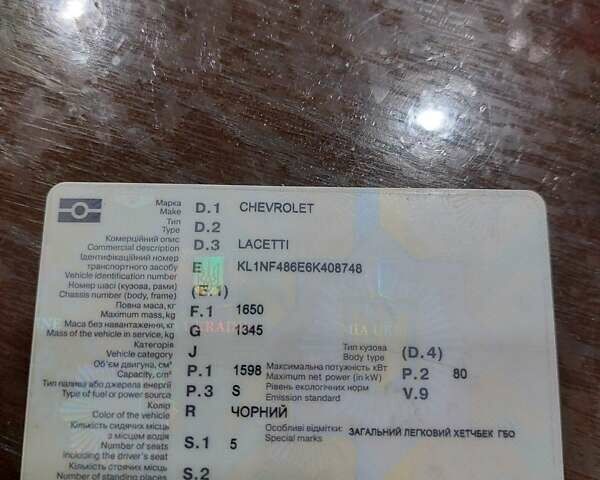 Марка
Make D.1 CHEVROLET
Тип
Type D.2
Комерційний опис
Commercial description D.3 LACETTI
Ідентифікаційний номер
транспортного засобу E KL1NF486E6K408748
Vehicle identification number
Номер шасі (кузова, рами)
Chassis number (body, frame) (E.1)
Повна маса, кг
Maximum mass, kg F.1 1650
Маса без навантаження, кг
Mass of the vehicle in service, kg G 1345
Категорія
Vehicle category J
Тип кузова
Body type (D.4)
Об'єм двигуна, см³
Capacity, cm³ P.1 1598
Максимальна потужність кВт
Maximum net power (in kW) P.2 80
Тип палива або джерела енергії
Type of fuel or power source P.3 S
Рівень екологічних норм
Emission standard V.9
Колір
Color of the vehicle R ЧОРНИЙ
Кількість сидячих місць
з місцем водія
Number of seats
including the driver's seat S.1 5
Особливі відмітки:
Special marks ЗАГАЛЬНИЙ ЛЕГКОВИЙ ХЕТЧБЕК ГБО
Кількість стоячих місць
Number of standing places S.2